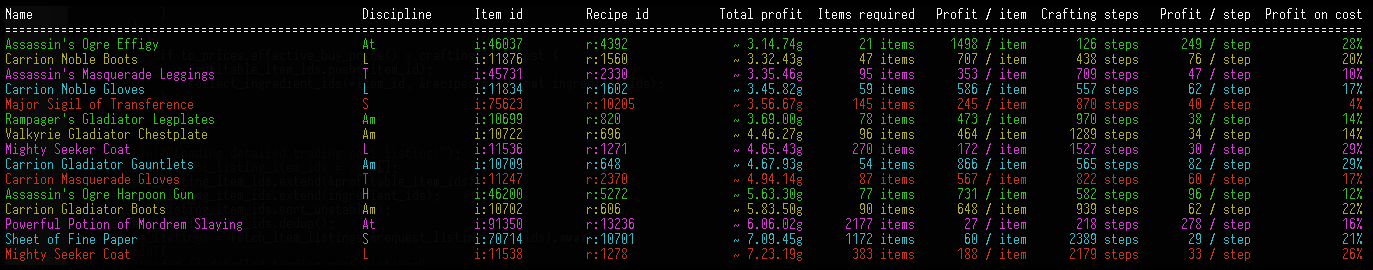 Name Discipline Item id Recipe id Total profit Items required Profit / item Crafting steps Profit / step Profit on cost
Assassin's Ogre Effigy At i:46037 r:4392 ~ 3.14.74g 21 items 1498 / item 126 steps 249 / step 28%
Carrion Noble Boots L i:11876 r:1560 ~ 3.32.43g 47 items 707 / item 438 steps 76 / step 20%
Assassin's Masquerade Leggings T i:45731 r:2330 ~ 3.35.46g 95 items 353 / item 709 steps 47 / step 10%
Carrion Noble Gloves L i:11834 r:1602 ~ 3.45.82g 59 items 586 / item 557 steps 62 / step 17%
Major Sigil of Transference S i:75623 r:10205 ~ 3.56.67g 145 items 245 / item 870 steps 40 / step 4%
Rampager's Gladiator Legplates Am i:10699 r:820 ~ 3.69.00g 78 items 473 / item 970 steps 38 / step 14%
Valkyrie Gladiator Chestplate Am i:10722 r:696 ~ 4.46.27g 96 items 464 / item 1289 steps 34 / step 14%
Mighty Seeker Coat L i:11536 r:1271 ~ 4.65.43g 270 items 172 / item 1527 steps 30 / step 29%
Carrion Gladiator Gauntlets Am i:10709 r:648 ~ 4.67.93g 54 items 866 / item 565 steps 82 / step 29%
Carrion Masquerade Gloves T i:11247 r:2370 ~ 4.94.14g 87 items 567 / item 822 steps 60 / step 17%
Assassin's Ogre Harpoon Gun H i:46200 r:5272 ~ 5.63.30g 77 items 731 / item 582 steps 96 / step 12%
Carrion Gladiator Boots Am i:10702 r:606 ~ 5.83.50g 90 items 648 / item 939 steps 62 / step 22%
Powerful Potion of Mordrem Slaying At i:91350 r:13236 ~ 6.06.02g 2177 items 27 / item 218 steps 278 / step 16%
Sheet of Fine Paper S i:70714 r:10701 ~ 7.09.45g 1172 items 60 / item 2389 steps 29 / step 21%
Mighty Seeker Coat L i:11538 r:1278 ~ 7.23.19g 383 items 188 / item 2179 steps 33 / step 26%